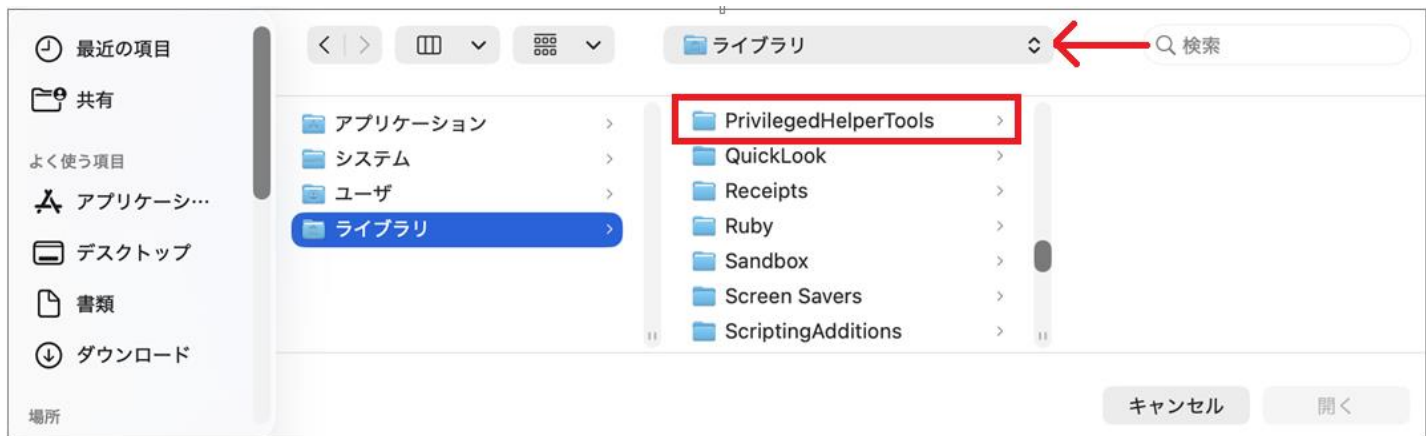 最近の項目
共有
よく使う項目
アプリケーシ…
デスクトップ
書類
ダウンロード
場所
ライブラリ
検索
アプリケーション
システム
ユーザ
ライブラリ
PrivilegedHelperTools
QuickLook
Receipts
Ruby
Sandbox
Screen Savers
ScriptingAdditions
キャンセル
開く